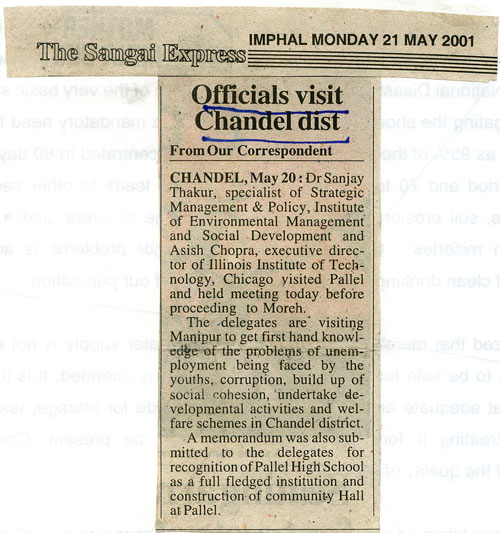 The Sangai Express
IMPHAL MONDAY 21 MAY 2001
Officials visit
Chandel dist
From Our Correspondent
CHANDEL, May 20 : Dr Sanjay
Thakur, specialist of Strategic
Management & Policy, Institute
of Environmental Management
and Social Development and
Asish Chopra, executive direc-
tor of Illinois Institute of Tech-
nology, Chicago visited Pallel
and held meeting today before
proceeding to Moreh.
The delegates are visiting
Manipur to get first hand knowl-
edge of the problems of unem-
ployment being faced by the
youths, corruption, build up of
social cohesion, undertake de-
velopmental activities and wel-
fare schemes in Chandel district.
A memorandum was also sub-
mitted to the delegates for
recognition of Pallel High School
as a full fledged institution and
construction of community Hall
at Pallel.